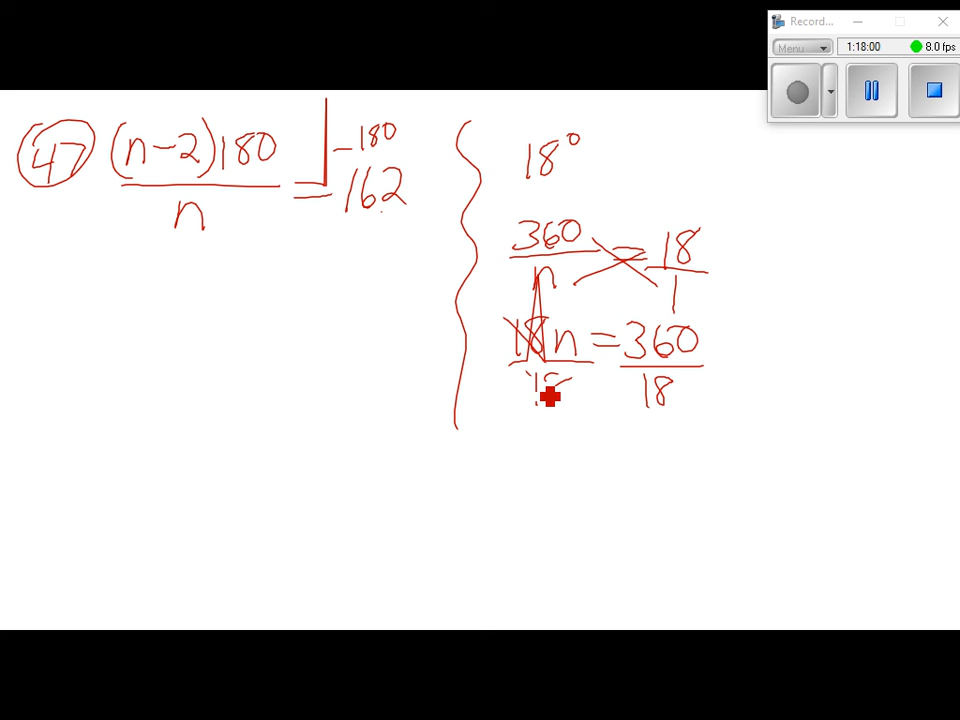 Record...
Menu 1:18:00 8.0 fps
47 (n-2)180 -180
n = 162
18°
360 = 18
n 1
18n = 360
18 18